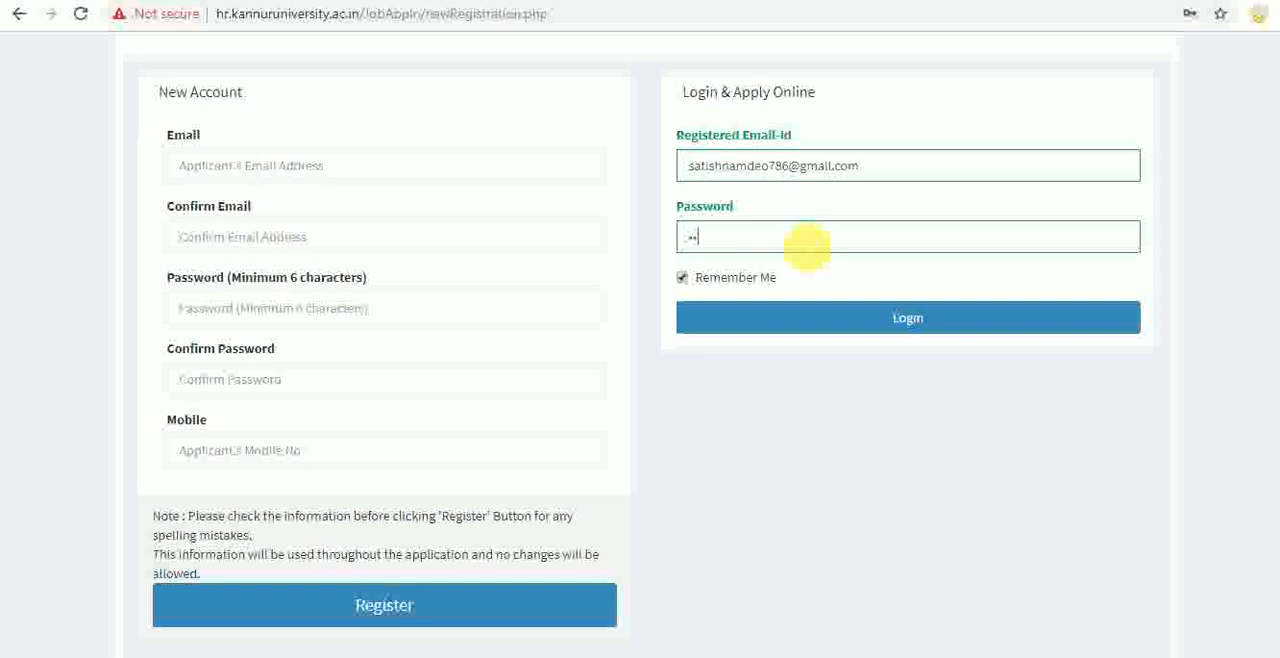 Not secure | hr.kannuruniversity.ac.in/JobAppln/newRegistration.php
New Account
Email
Applicant's Email Address
Confirm Email
Confirm Email Address
Password (Minimum 6 characters)
Password (Minimum 6 characters)
Confirm Password
Confirm Password
Mobile
Applicant's Mobile No
Note : Please check the information before clicking 'Register' Button for any
spelling mistakes.
This information will be used throughout the application and no changes will be
allowed.
Register
Login & Apply Online
Registered Email-id
satishnamdeo786@gmail.com
Password
Remember Me
Login